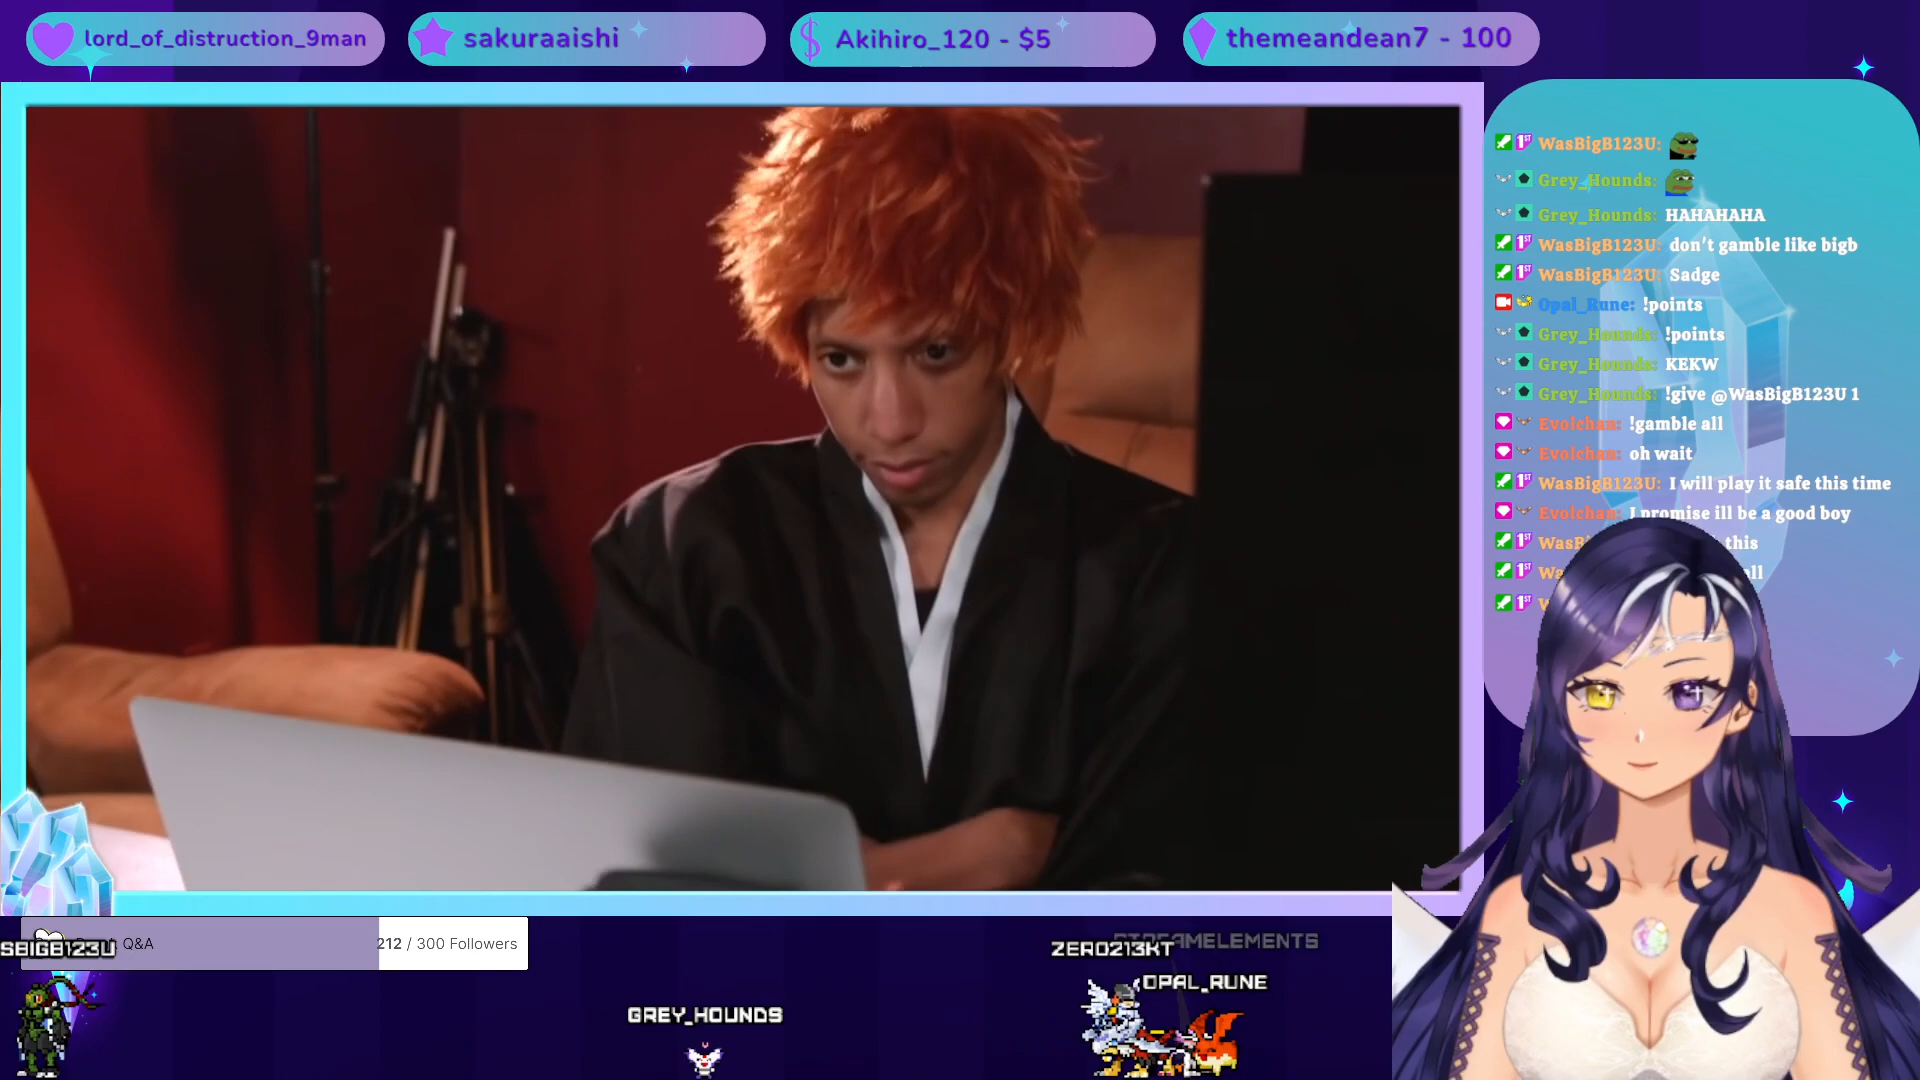 lord_of_distruction_9man
sakuraaishi
Akihiro_120 - $5
themeandean7 - 100
WasBigB123U:
Grey_Hounds:
Grey_Hounds: HAHAHAHA
WasBigB123U: don't gamble like bigb
WasBigB123U: Sadge
Opal_Rune: !points
Grey_Hounds: !points
Grey_Hounds: KEKW
Grey_Hounds: !give @WasBigB123U 1
Evolchan: !gamble all
Evolchan: oh wait
WasBigB123U: I will play it safe this time
Evolchan: I promise ill be a good boy
this
Q&A
212 / 300 Followers
SBIGB123U
GREY_HOUNDS
ZERO213KT
OPAL_RUNE